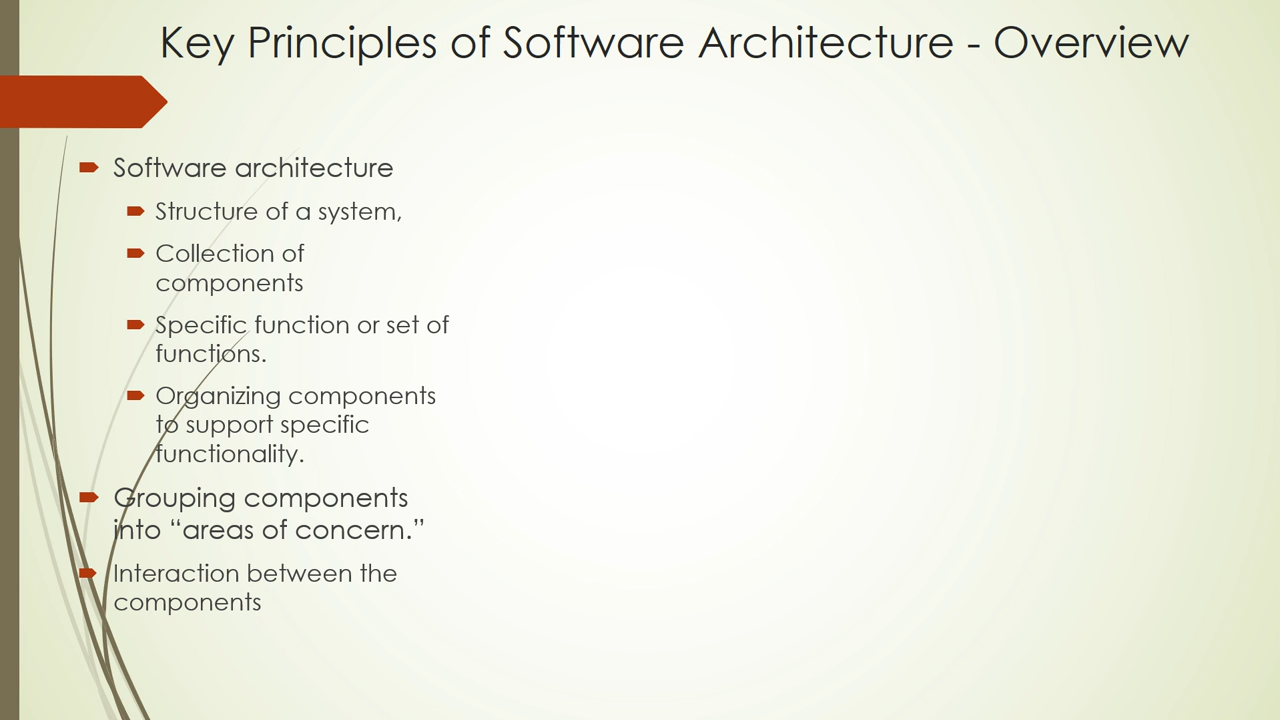 Key Principles of Software Architecture - Overview
Software architecture
Structure of a system,
Collection of
components
Specific function or set of
functions.
Organizing components
to support specific
functionality.
Grouping components
into “areas of concern.”
Interaction between the
components